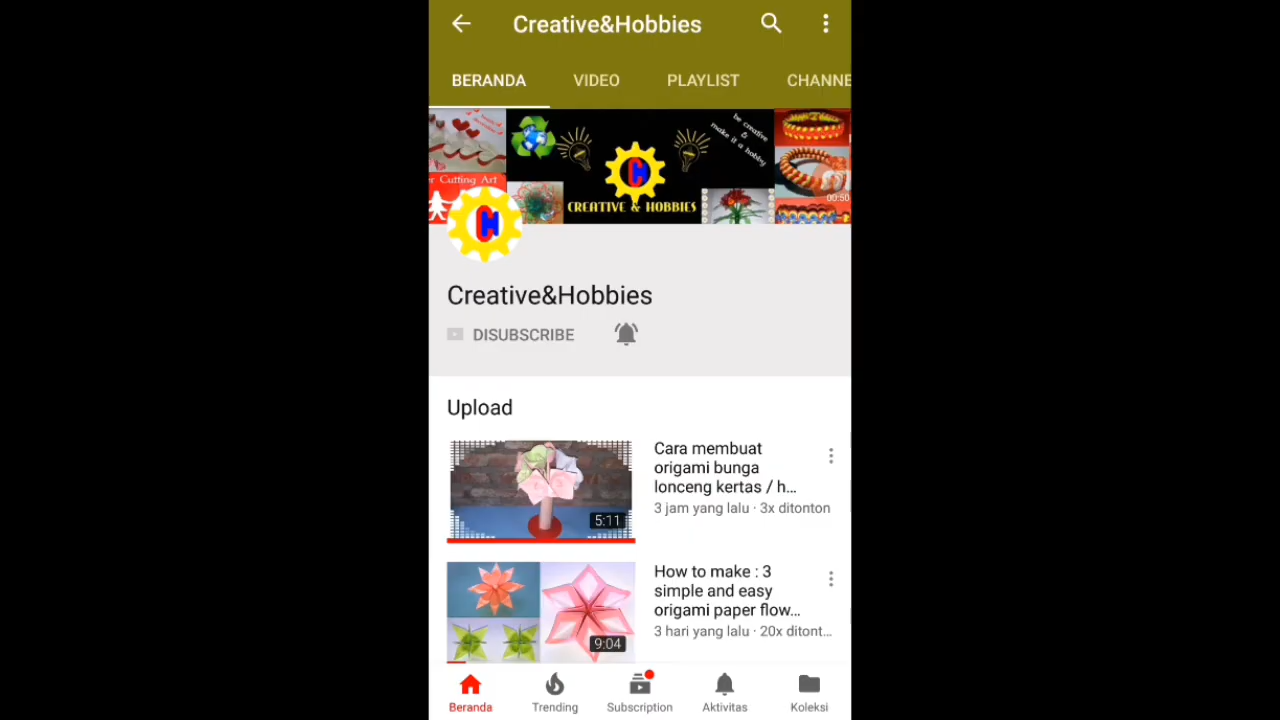 Creative&Hobbies
BERANDA VIDEO PLAYLIST CHANNE
be creative
&
make it a hobby
r Cutting Art
CREATIVE & HOBBIES
00:50
Creative&Hobbies
DISUBSCRIBE
Upload
Cara membuat
origami bunga
lonceng kertas / h...
3 jam yang lalu · 3x ditonton
5:11
How to make : 3
simple and easy
origami paper flow...
3 hari yang lalu · 20x ditont...
9:04
Beranda Trending Subscription Aktivitas Koleksi